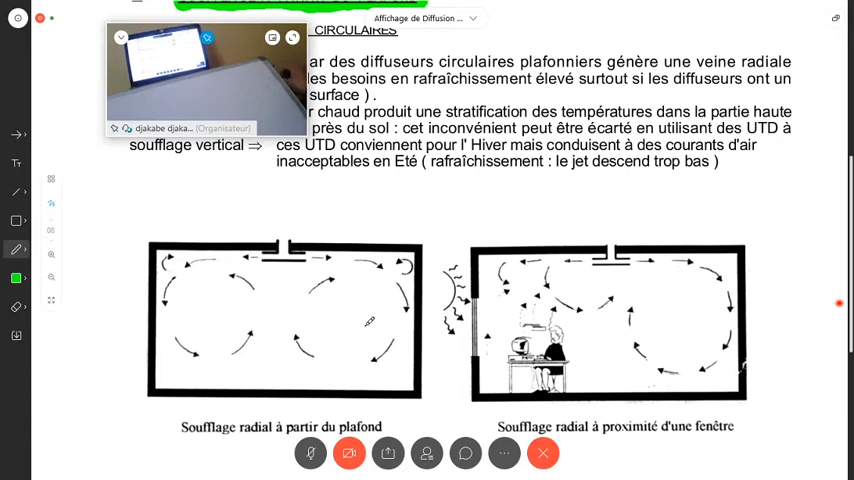 Affichage de Diffusion ...
CIRCULAIRES
ar des diffuseurs circulaires plafonniers génère une veine radiale
les besoins en rafraîchissement élevé surtout si les diffuseurs ont un
surface ) .
r chaud produit une stratification des températures dans la partie haute
près du sol : cet inconvénient peut être écarté en utilisant des UTD à
soufflage vertical ⇒ ces UTD conviennent pour l' Hiver mais conduisent à des courants d'air
inacceptables en Eté ( rafraîchissement : le jet descend trop bas )
djakabe djaka... (Organisateur)
Tт
Soufflage radial à partir du plafond
Soufflage radial à proximité d'une fenêtre